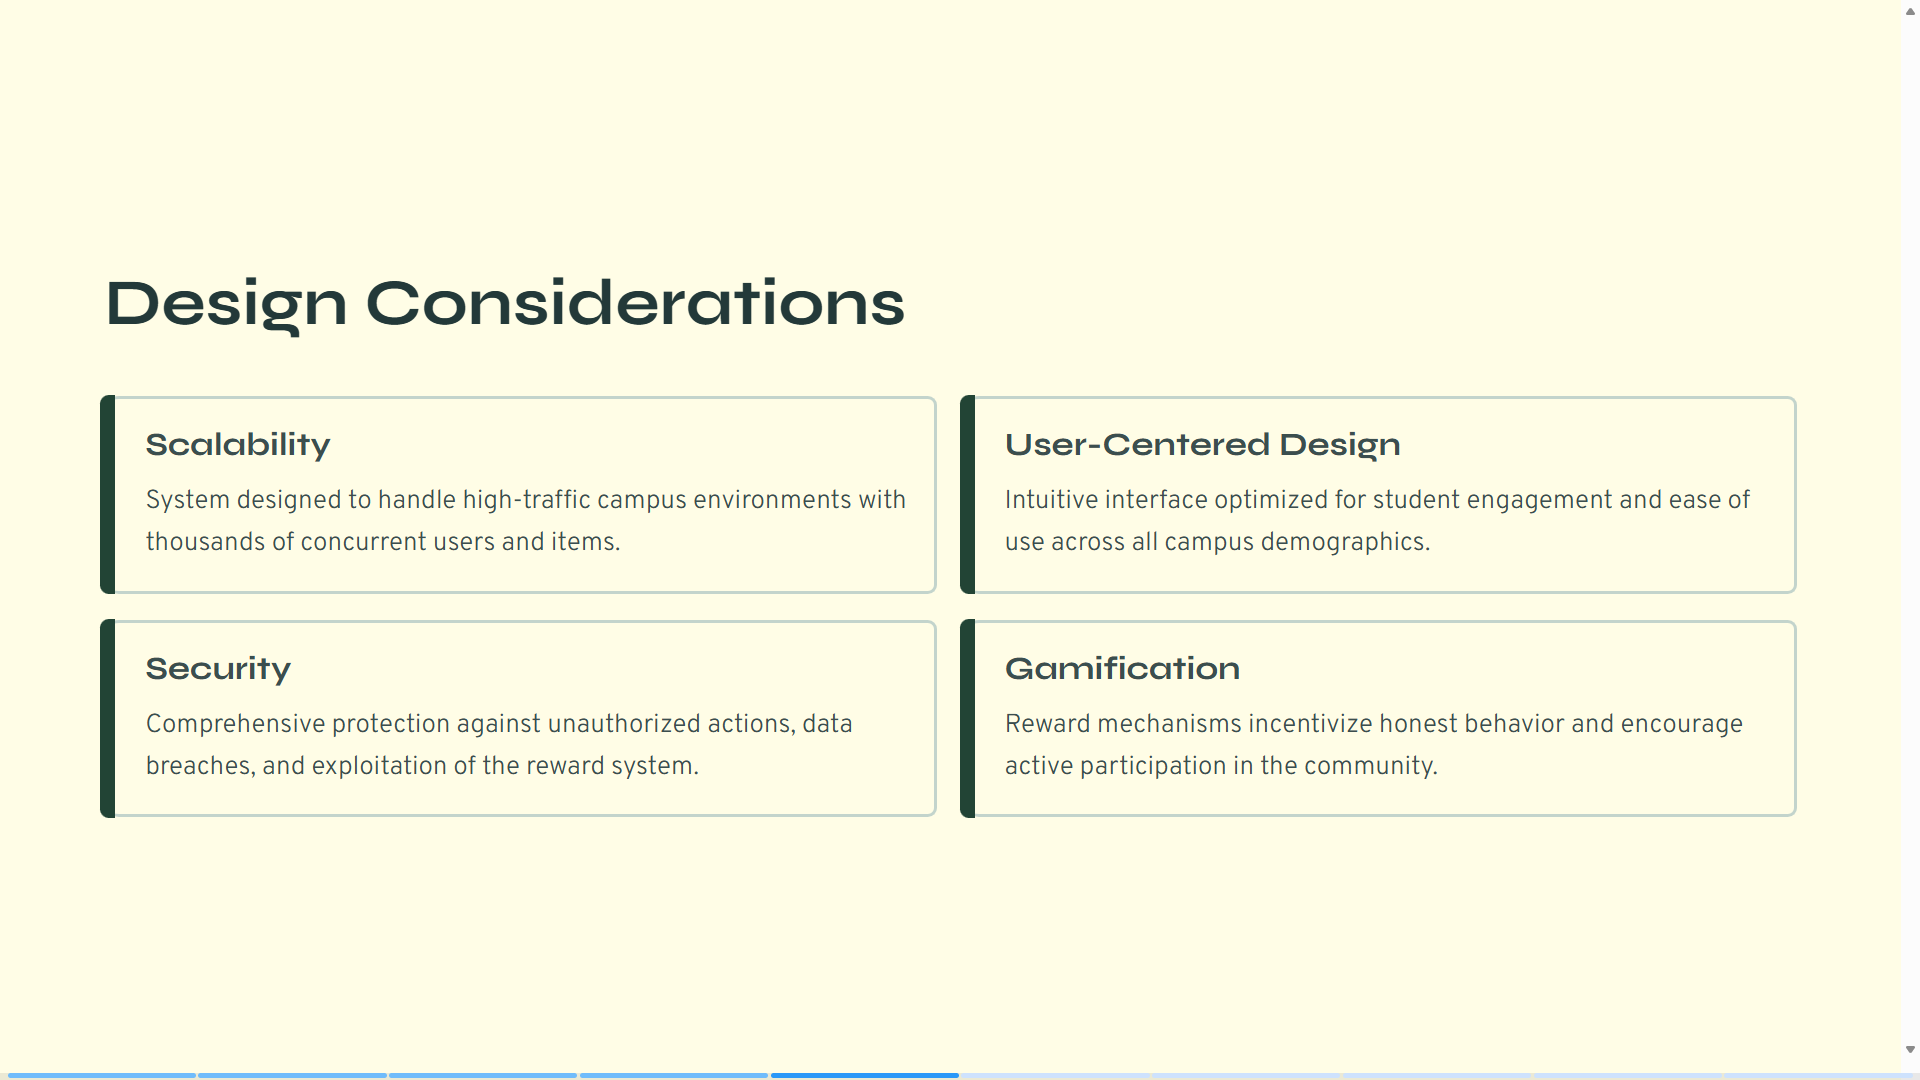 Design Considerations
Scalability
System designed to handle high-traffic campus environments with
thousands of concurrent users and items.
User-Centered Design
Intuitive interface optimized for student engagement and ease of
use across all campus demographics.
Security
Comprehensive protection against unauthorized actions, data
breaches, and exploitation of the reward system.
Gamification
Reward mechanisms incentivize honest behavior and encourage
active participation in the community.